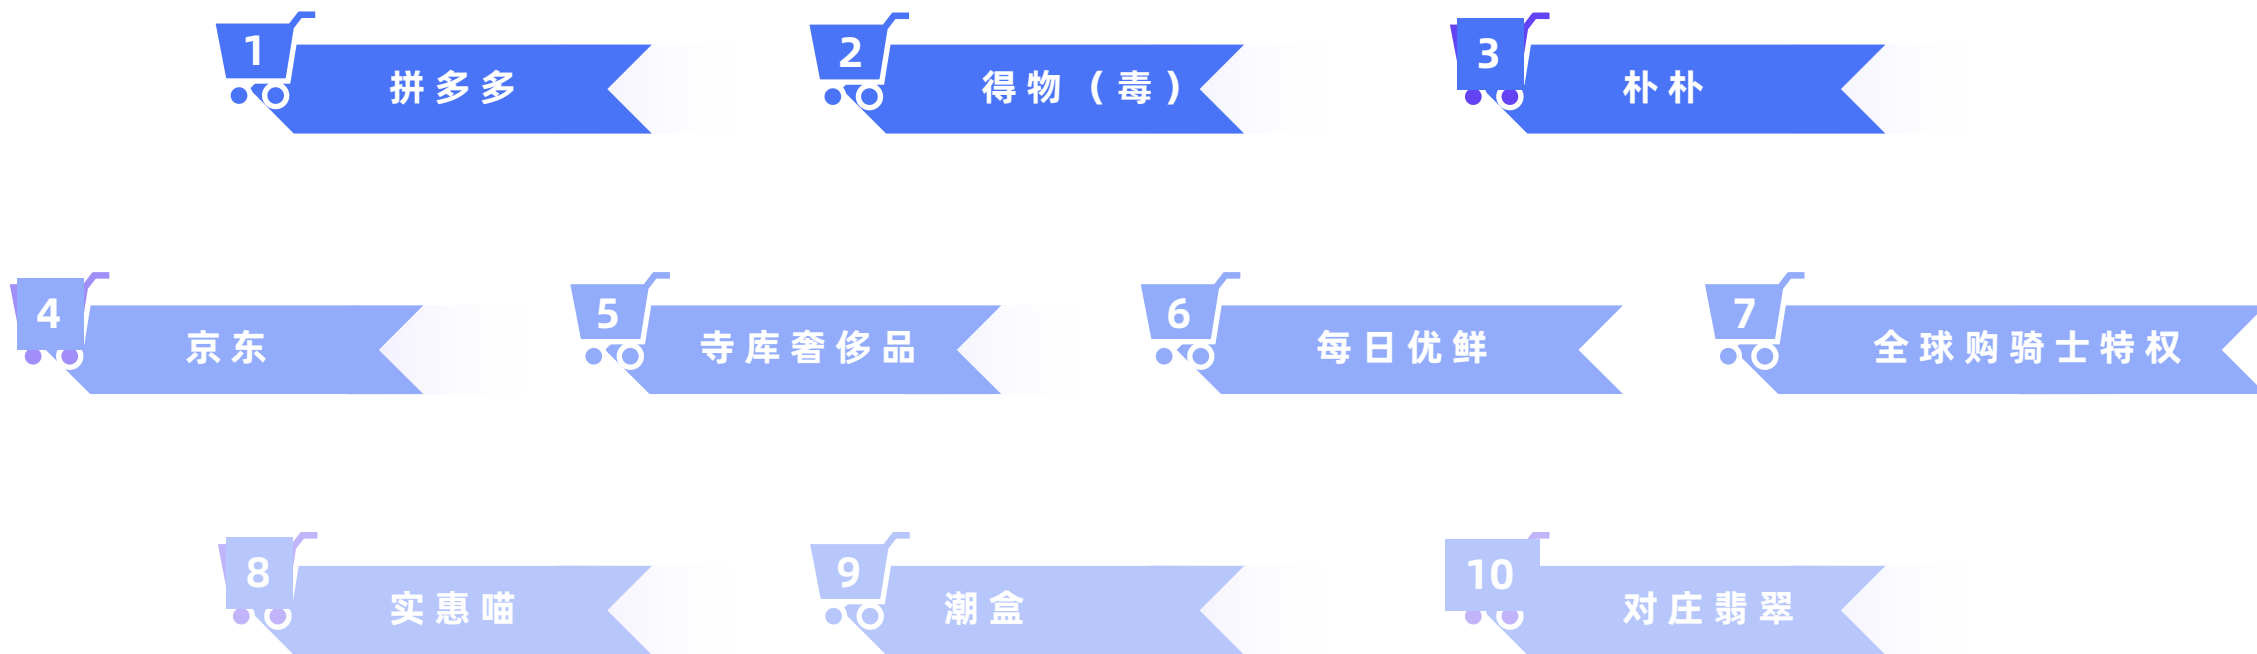 1 拼多多
2 得物（毒）
3 朴朴
4 京东
5 寺库奢侈品
6 每日优鲜
7 全球购骑士特权
8 实惠喵
9 潮盒
10 对庄翡翠